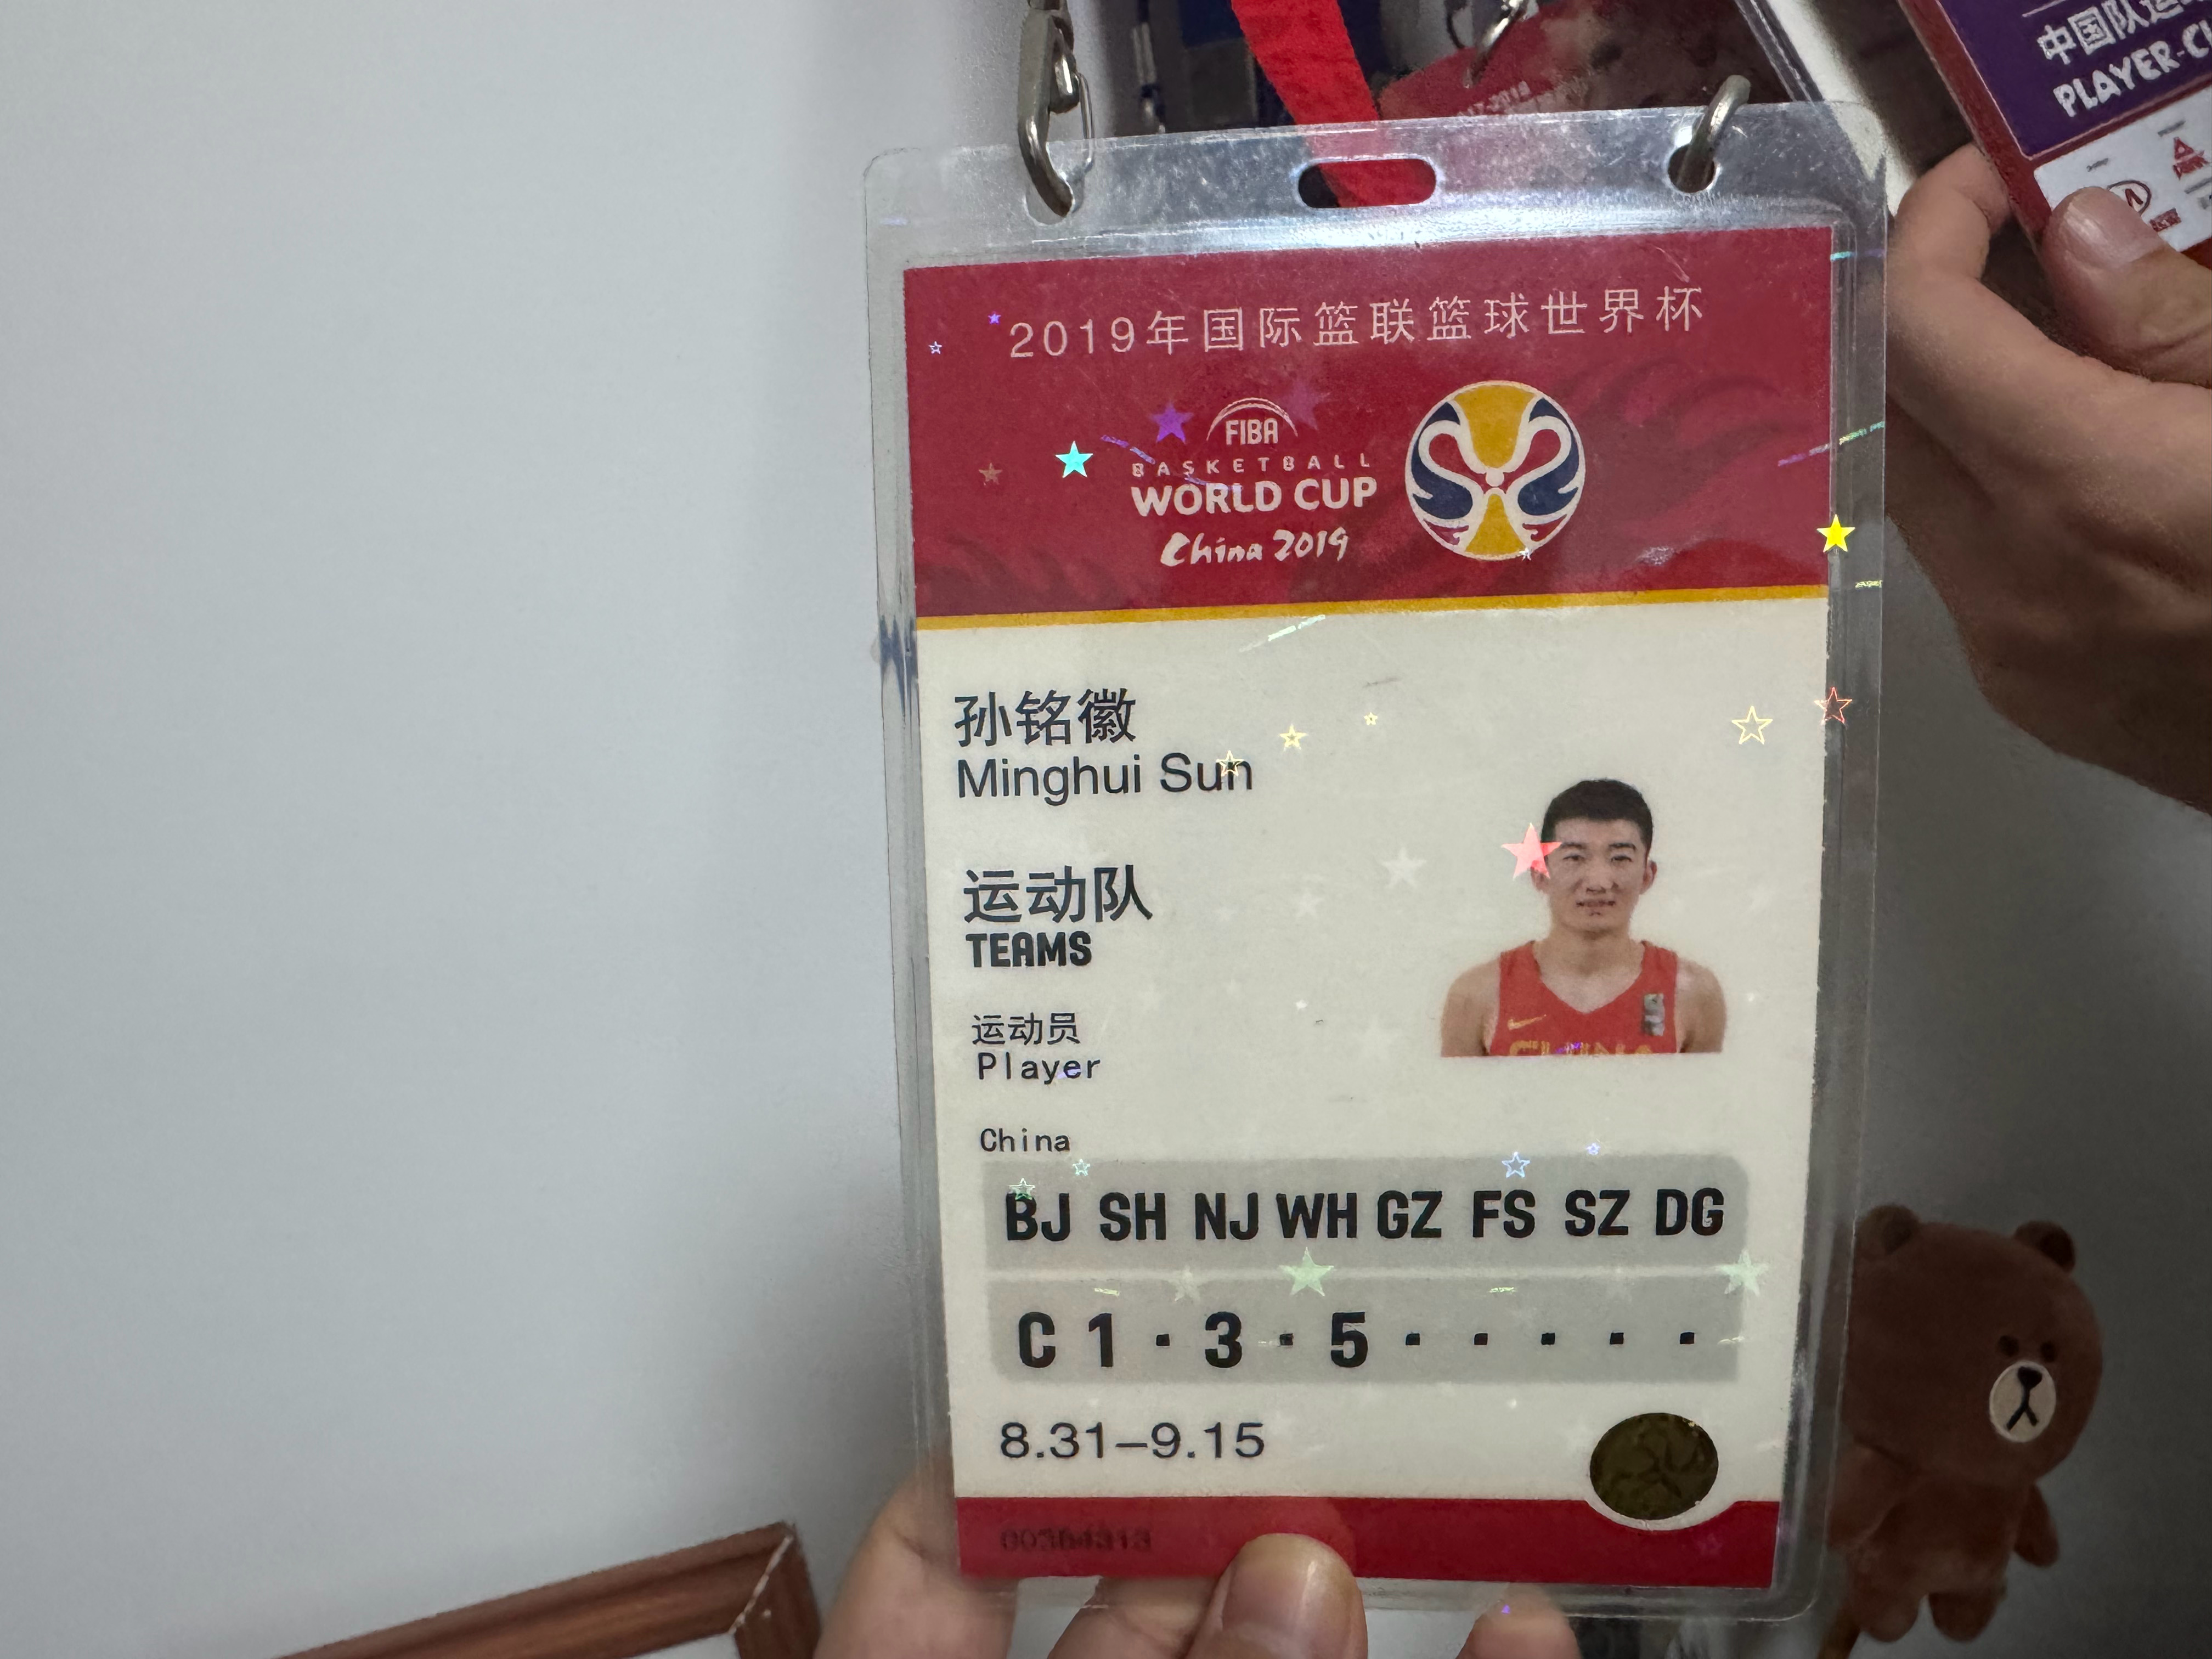 2019年国际篮联篮球世界杯
FIBA
BASKETBALL
WORLD CUP
China 2019
孙铭徽
Minghui Sun
运动队
TEAMS
运动员
Player
China
BJ SH NJ WH GZ FS SZ DG
C 1 · 3 · 5 · · · · ·
8.31–9.15
中国队运
PLAYER-C